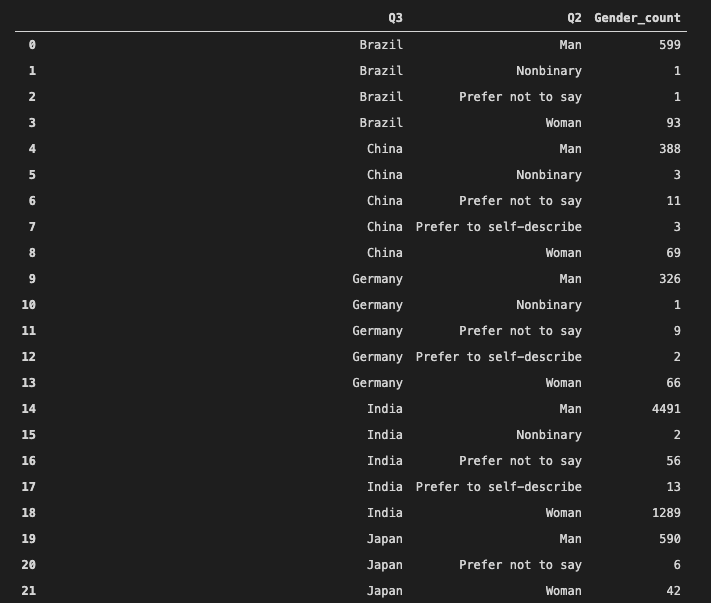 Q3 Q2 Gender_count
0 Brazil Man 599
1 Brazil Nonbinary 1
2 Brazil Prefer not to say 1
3 Brazil Woman 93
4 China Man 388
5 China Nonbinary 3
6 China Prefer not to say 11
7 China Prefer to self-describe 3
8 China Woman 69
9 Germany Man 326
10 Germany Nonbinary 1
11 Germany Prefer not to say 9
12 Germany Prefer to self-describe 2
13 Germany Woman 66
14 India Man 4491
15 India Nonbinary 2
16 India Prefer not to say 56
17 India Prefer to self-describe 13
18 India Woman 1289
19 Japan Man 590
20 Japan Prefer not to say 6
21 Japan Woman 42